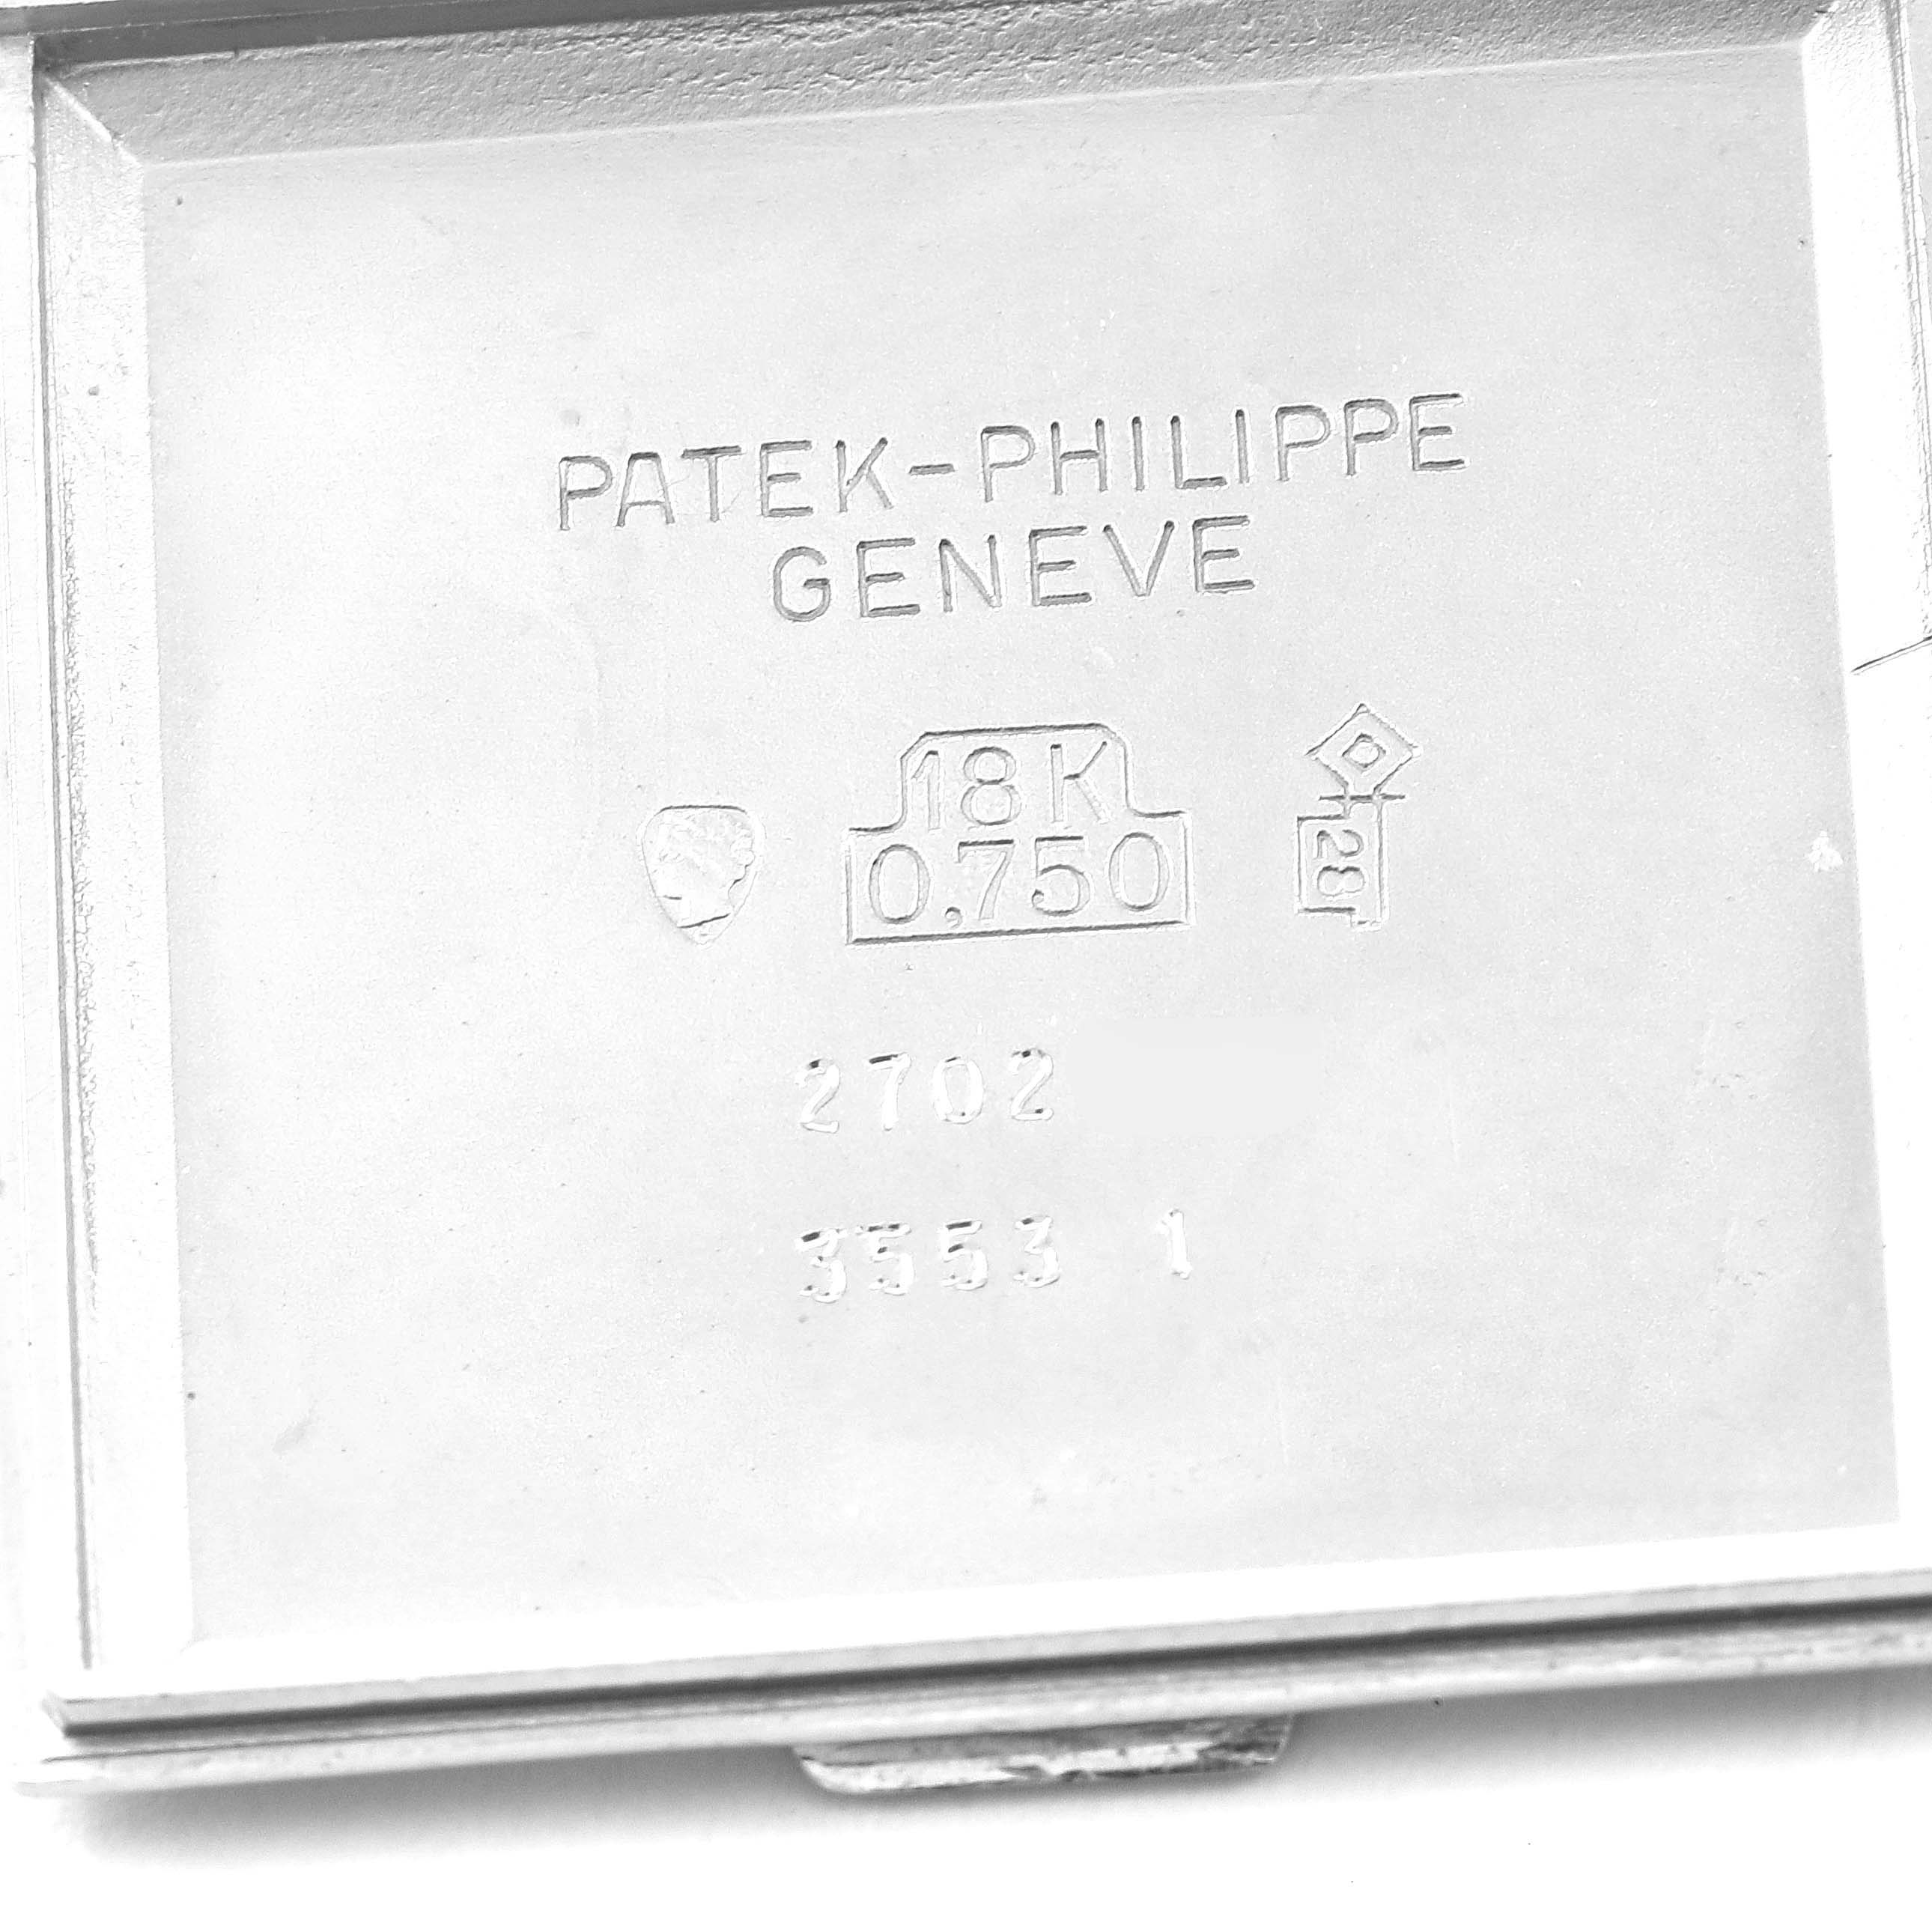 PATEK-PHILIPPE
GENEVE
18K
0,750
28
2702
3553 1